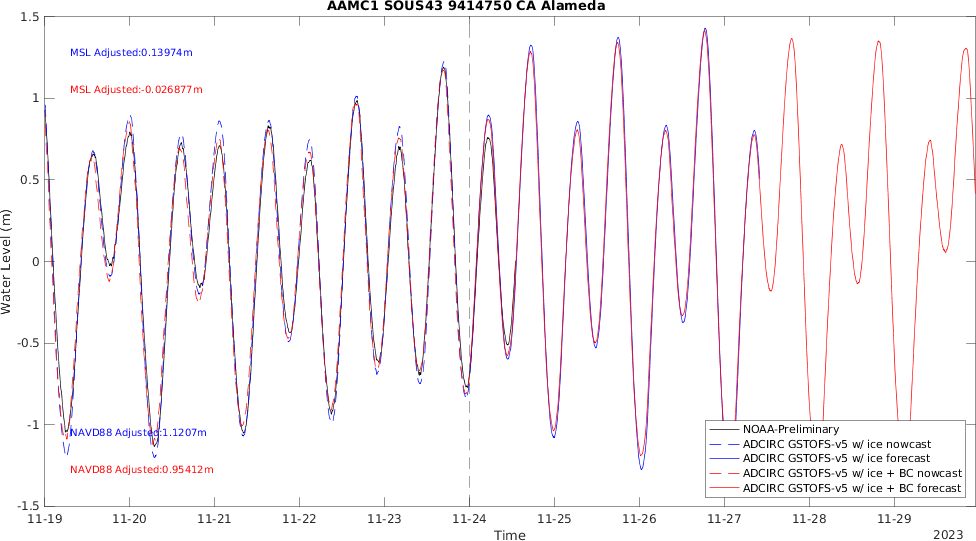 AAMC1 SOUS43 9414750 CA Alameda
1.5
1
0.5
0
-0.5
-1
-1.5
Water Level (m)
MSL Adjusted:0.13974m
MSL Adjusted:-0.026877m
NAVD88 Adjusted:1.1207m
NAVD88 Adjusted:0.95412m
NOAA-Preliminary
ADCIRC GSTOFS-v5 w/ ice nowcast
ADCIRC GSTOFS-v5 w/ ice forecast
ADCIRC GSTOFS-v5 w/ ice + BC nowcast
ADCIRC GSTOFS-v5 w/ ice + BC forecast
11-19 11-20 11-21 11-22 11-23 11-24 11-25 11-26 11-27 11-28 11-29
Time
2023